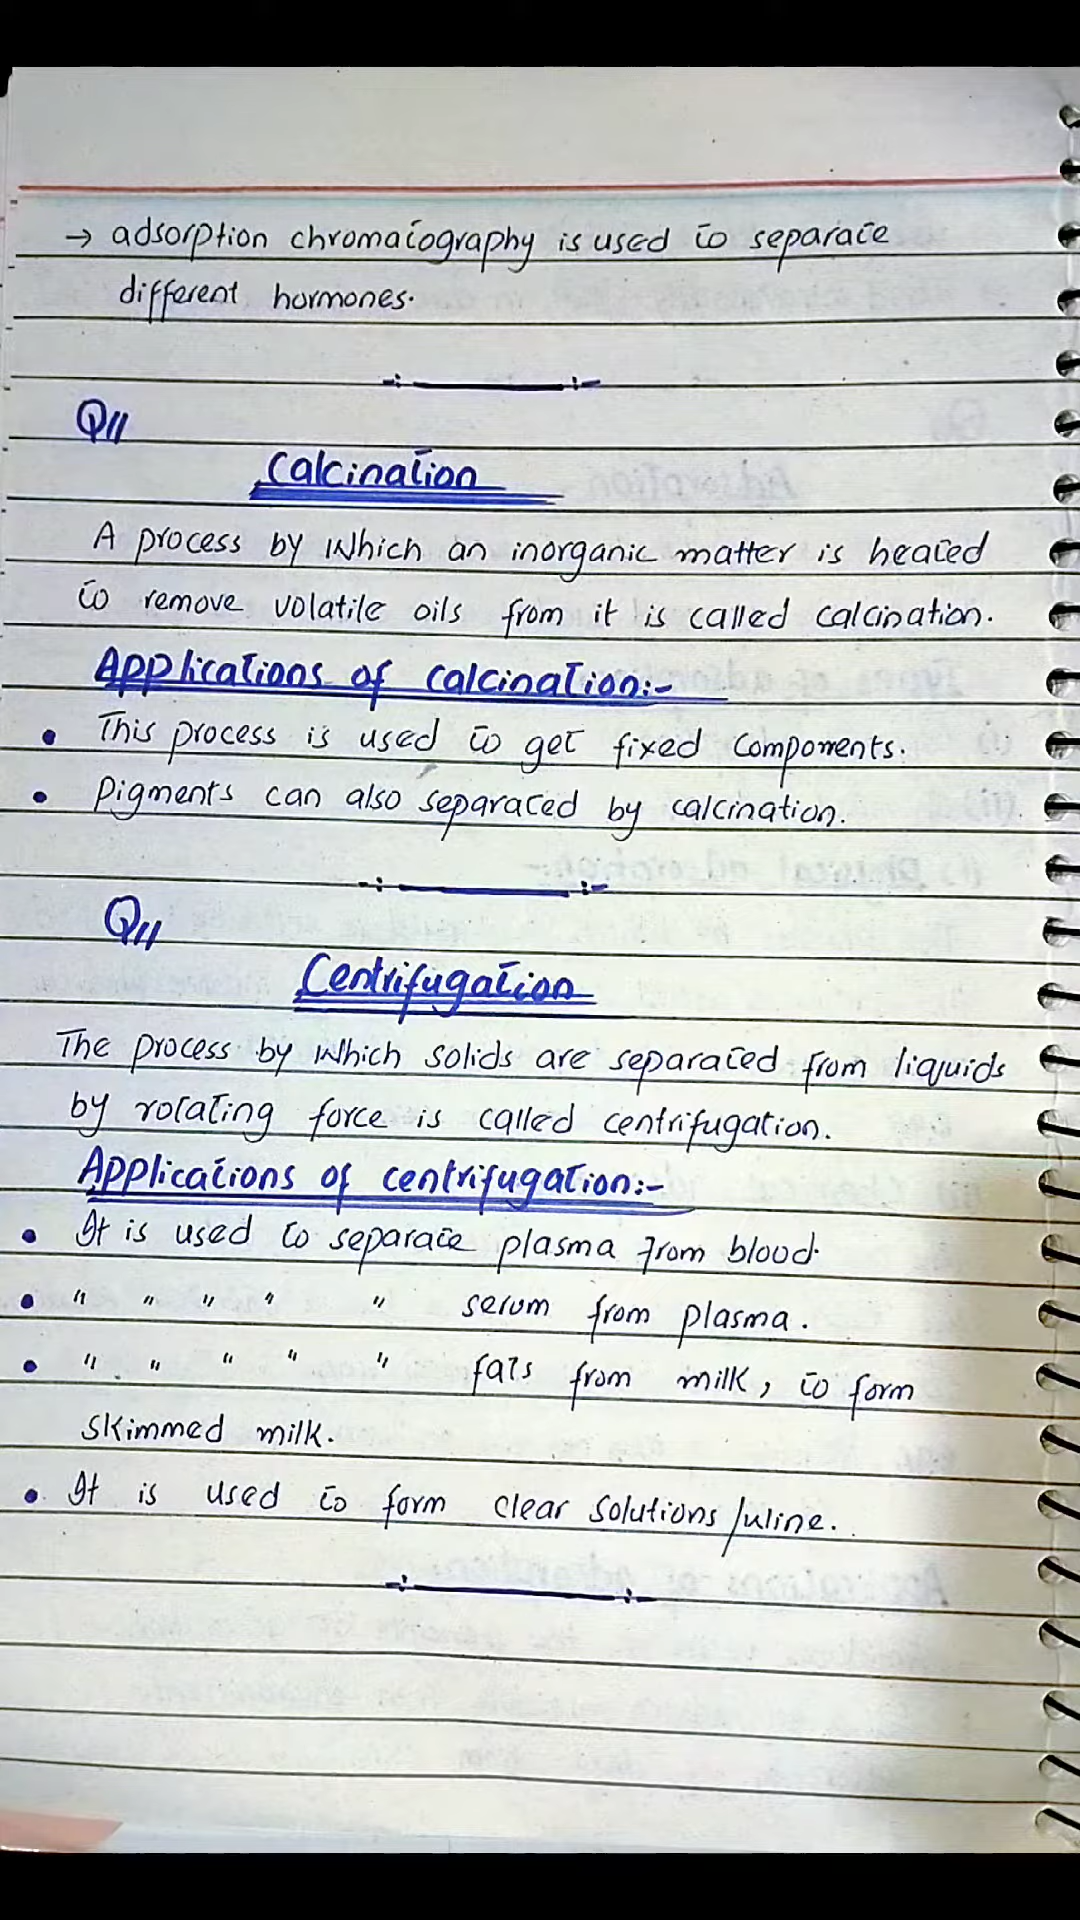 → adsorption chromatography is used to separate
different hormones.
Q//
Calcination
A process by which an inorganic matter is heated
to remove volatile oils from it is called calcination.
Applications of calcination:-
• This process is used to get fixed components.
• Pigments can also separated by calcination.
Q//
Centrifugation
The process by which solids are separated from liquids
by rotating force is called centrifugation.
Applications of centrifugation:-
• It is used to separate plasma from blood.
• " " " " " serum from plasma.
• " " " " " fats from milk, to form
skimmed milk.
• It is used to form clear solutions /urine.